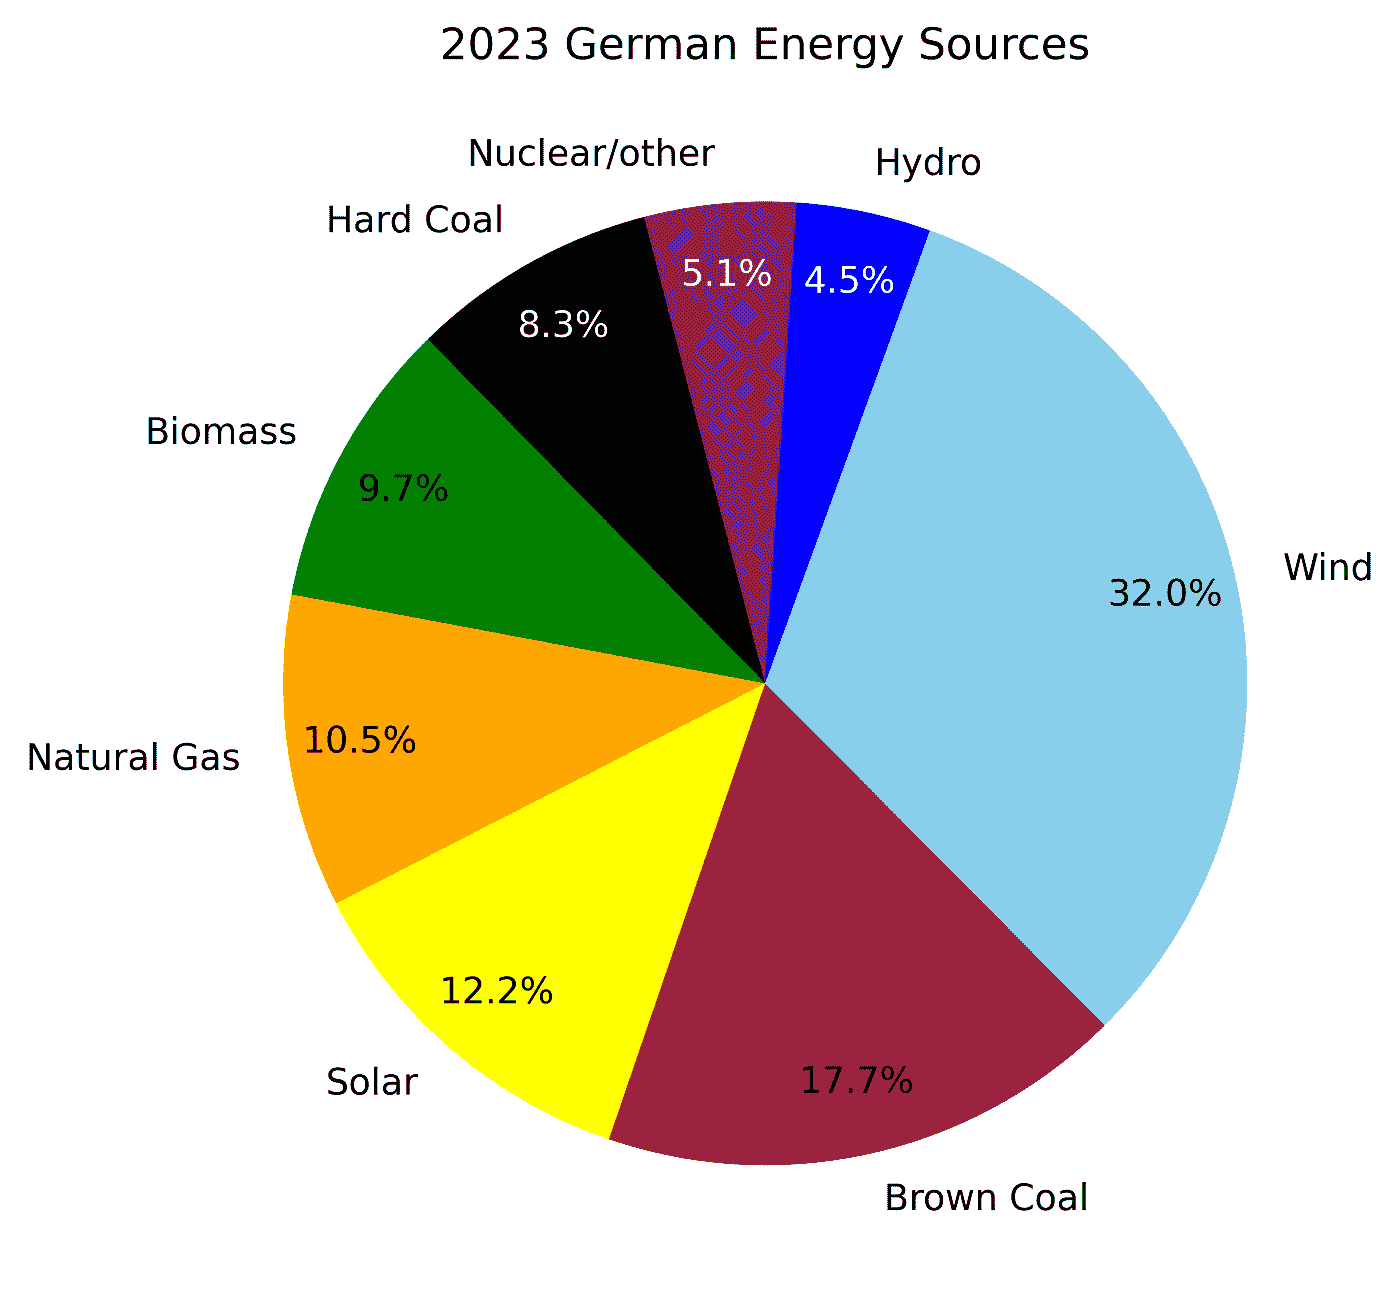 2023 German Energy Sources
Nuclear/other
Hydro
Hard Coal
5.1%
4.5%
8.3%
Biomass
9.7%
Wind
32.0%
Natural Gas
10.5%
12.2%
Solar
17.7%
Brown Coal